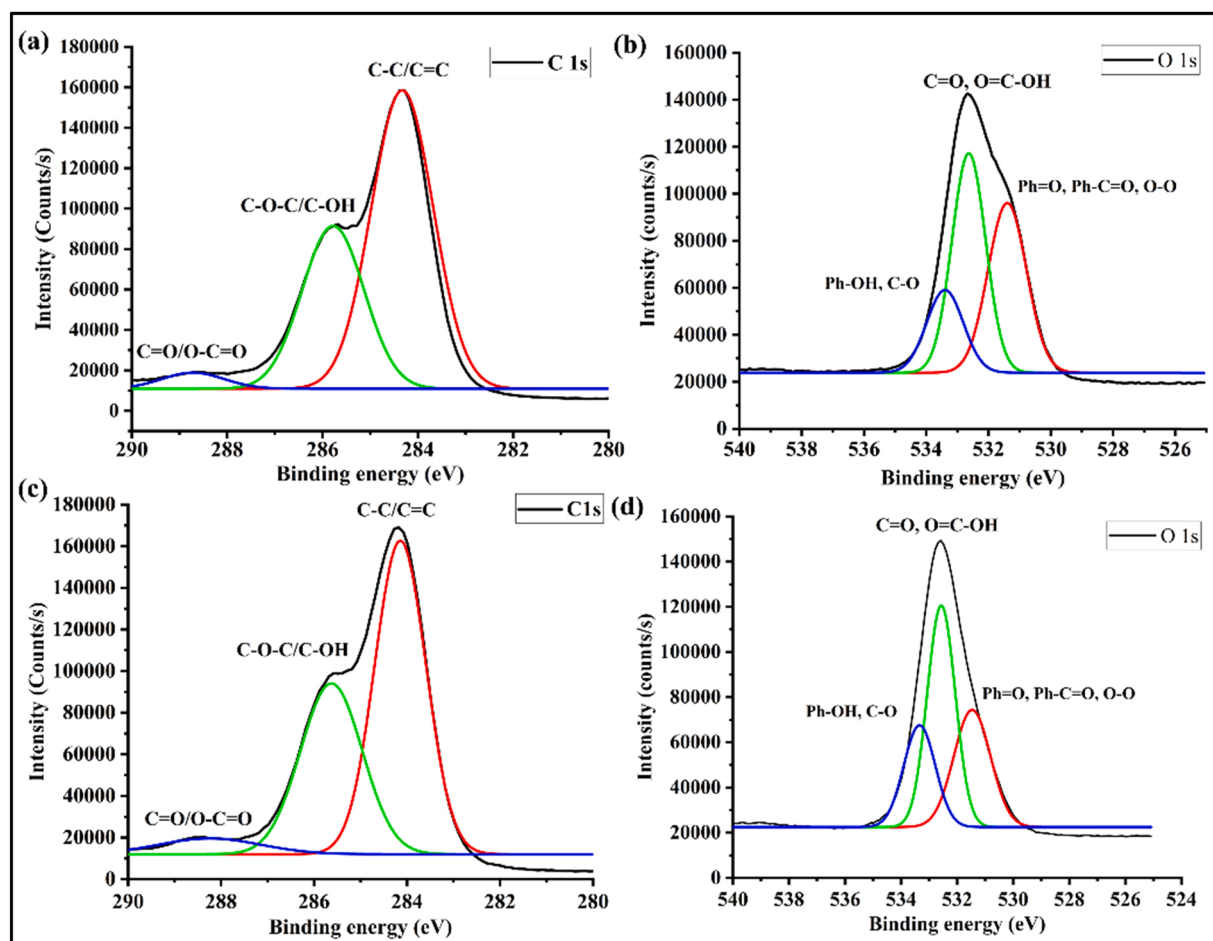 (a)
C 1s
C-C/C=C
C-O-C/C-OH
C=O/O-C=O
Intensity (Counts/s)
180000
160000
140000
120000
100000
80000
60000
40000
20000
0
290 288 286 284 282 280
Binding energy (eV)
(b)
O 1s
C=O, O=C-OH
Ph=O, Ph-C=O, O-O
Ph-OH, C-O
Intensity (counts/s)
160000
140000
120000
100000
80000
60000
40000
20000
0
540 538 536 534 532 530 528 526
Binding energy (eV)
(c)
C1s
C-C/C=C
C-O-C/C-OH
C=O/O-C=O
Intensity (Counts/s)
180000
160000
140000
120000
100000
80000
60000
40000
20000
0
290 288 286 284 282 280
Binding energy (eV)
(d)
O 1s
C=O, O=C-OH
Ph=O, Ph-C=O, O-O
Ph-OH, C-O
Intensity (counts/s)
160000
140000
120000
100000
80000
60000
40000
20000
0
540 538 536 534 532 530 528 526 524
Binding energy (eV)